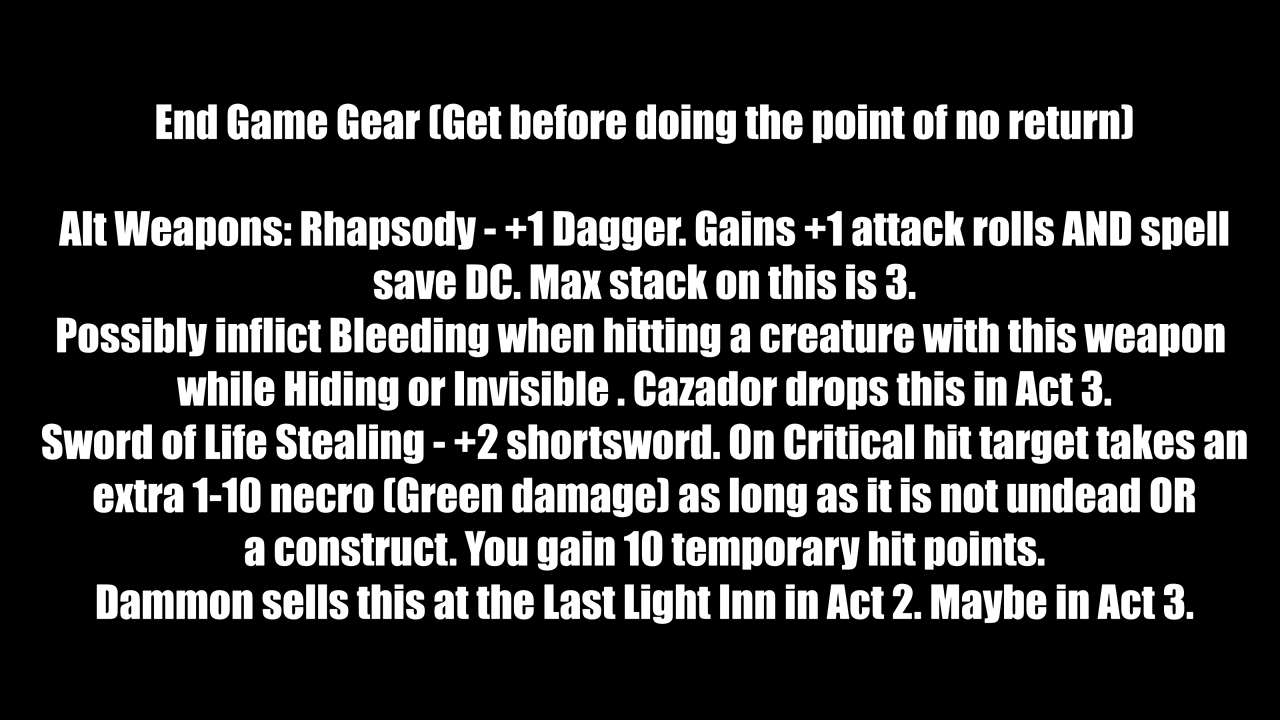 End Game Gear (Get before doing the point of no return)
Alt Weapons: Rhapsody - +1 Dagger. Gains +1 attack rolls AND spell
save DC. Max stack on this is 3.
Possibly inflict Bleeding when hitting a creature with this weapon
while Hiding or Invisible . Cazador drops this in Act 3.
Sword of Life Stealing - +2 shortsword. On Critical hit target takes an
extra 1-10 necro (Green damage) as long as it is not undead OR
a construct. You gain 10 temporary hit points.
Dammon sells this at the Last Light Inn in Act 2. Maybe in Act 3.